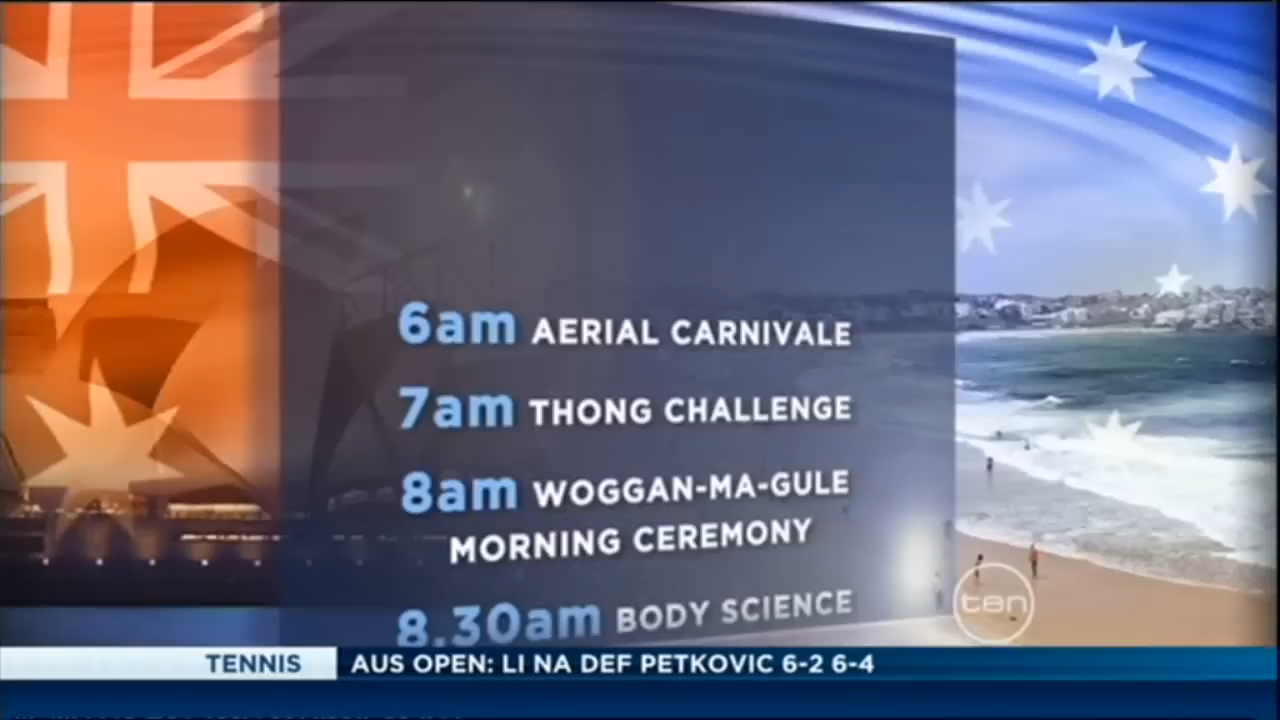 6am AERIAL CARNIVALE
7am THONG CHALLENGE
8am WOGGAN-MA-GULE
MORNING CEREMONY
8.30am BODY SCIENCE
ten
TENNIS AUS OPEN: LI NA DEF PETKOVIC 6-2 6-4